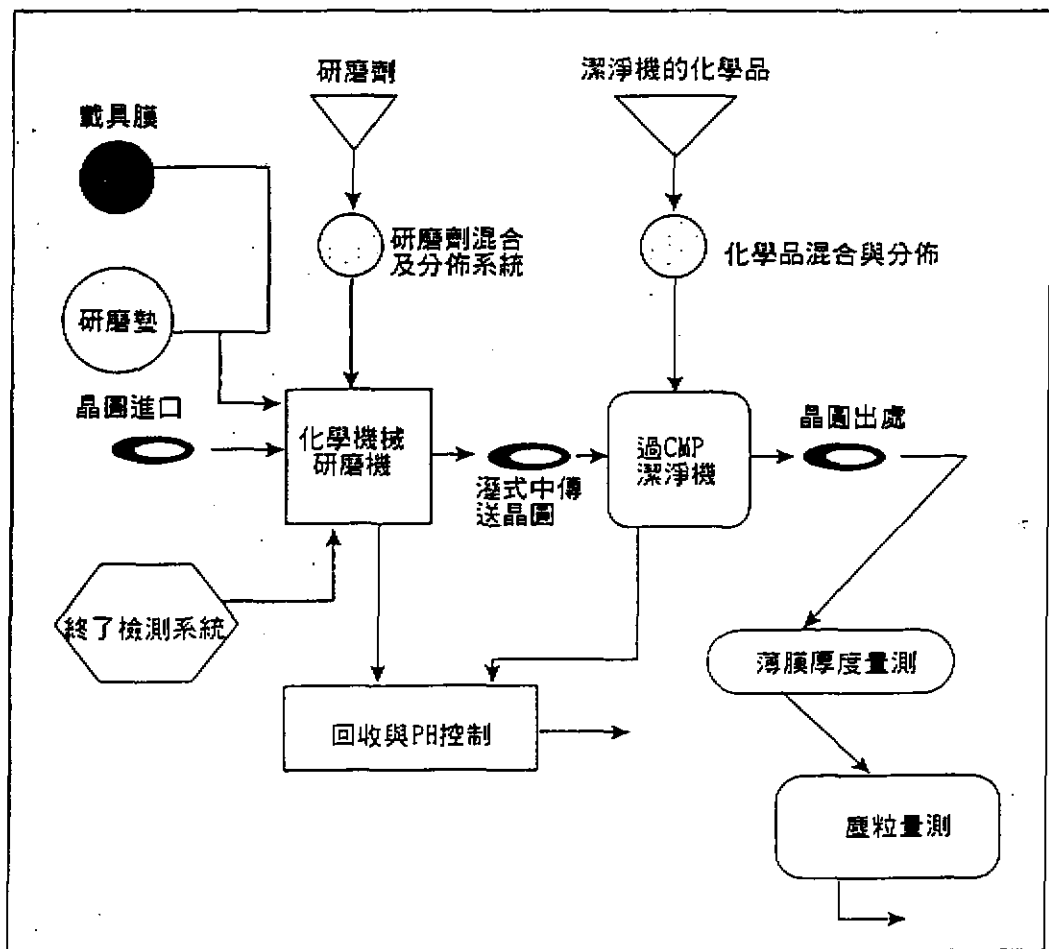 研磨劑
潔淨機的化學品
載具膜
研磨劑混合
及分佈系統
化學品混合與分佈
研磨墊
晶圓進口
化學機械
研磨機
溼式中傳
送晶圓
過CMP
潔淨機
晶圓出處
終了檢測系統
薄膜厚度量測
回收與PH控制
塵粒量測